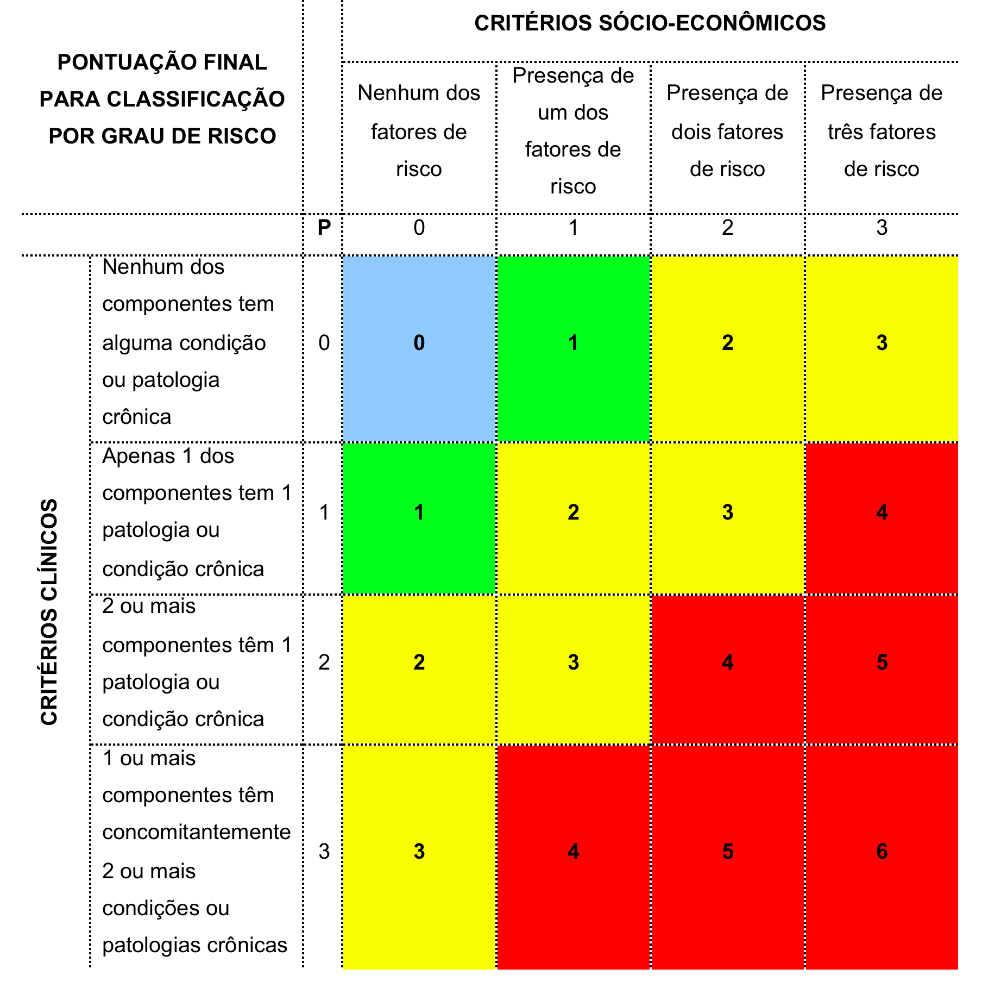 PONTUAÇÃO FINAL
PARA CLASSIFICAÇÃO
POR GRAU DE RISCO
CRITÉRIOS SÓCIO-ECONÔMICOS
Nenhum dos
fatores de
risco
Presença de
um dos
fatores de
risco
Presença de
dois fatores
de risco
Presença de
três fatores
de risco
P 0 1 2 3
CRITÉRIOS CLÍNICOS
Nenhum dos
componentes tem
alguma condição
ou patologia
crônica
0 0 1 2 3
Apenas 1 dos
componentes tem 1
patologia ou
condição crônica
1 1 2 3 4
2 ou mais
componentes têm 1
patologia ou
condição crônica
2 2 3 4 5
1 ou mais
componentes têm
concomitantemente
2 ou mais
condições ou
patologias crônicas
3 3 4 5 6